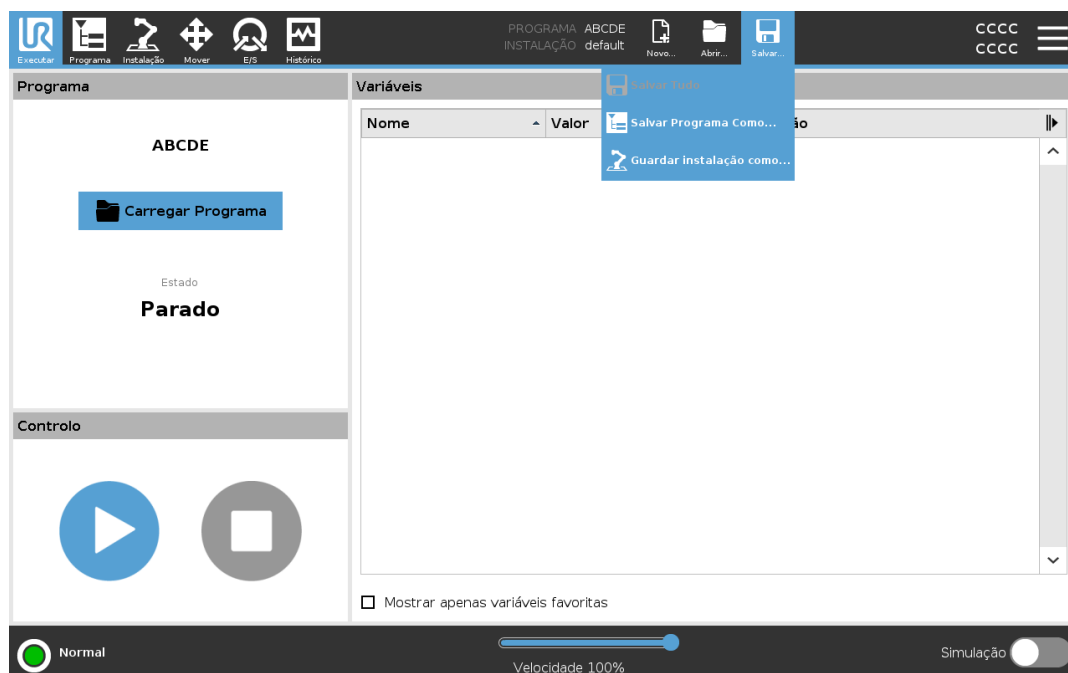 UR
Executar
Programa
Instalação
Mover
E/S
Histórico
PROGRAMA ABCDE
INSTALAÇÃO default
Novo...
Abrir...
Salvar...
CCCC
CCCC
Programa
Variáveis
Salvar Tudo
Salvar Programa Como...
Guardar instalação como...
Nome
Valor
ão
ABCDE
Carregar Programa
Estado
Parado
Controlo
Mostrar apenas variáveis favoritas
Normal
Velocidade 100%
Simulação